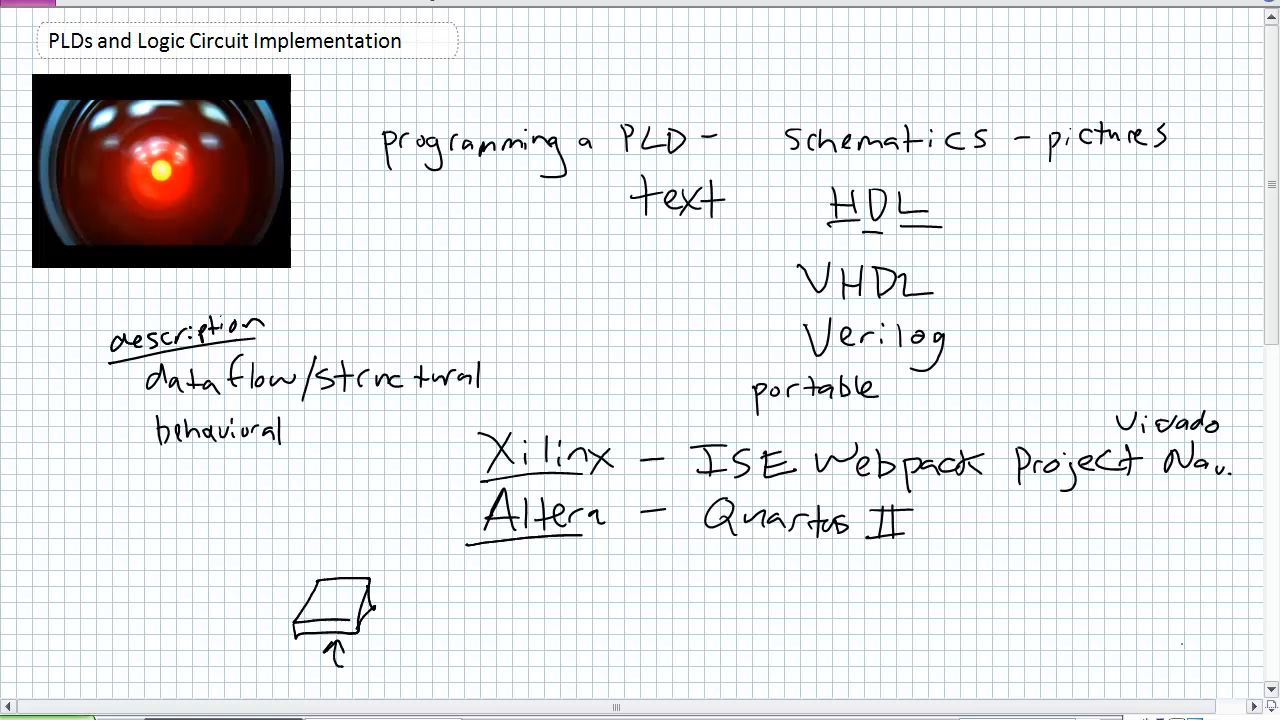 PLDs and Logic Circuit Implementation
programming a PLD - schematics - pictures
text HDL
VHDL
Verilog
portable
description
dataflow/structural
behavioral
Vivado
Xilinx - ISE Webpack Project Nav.
Altera - Quartus II